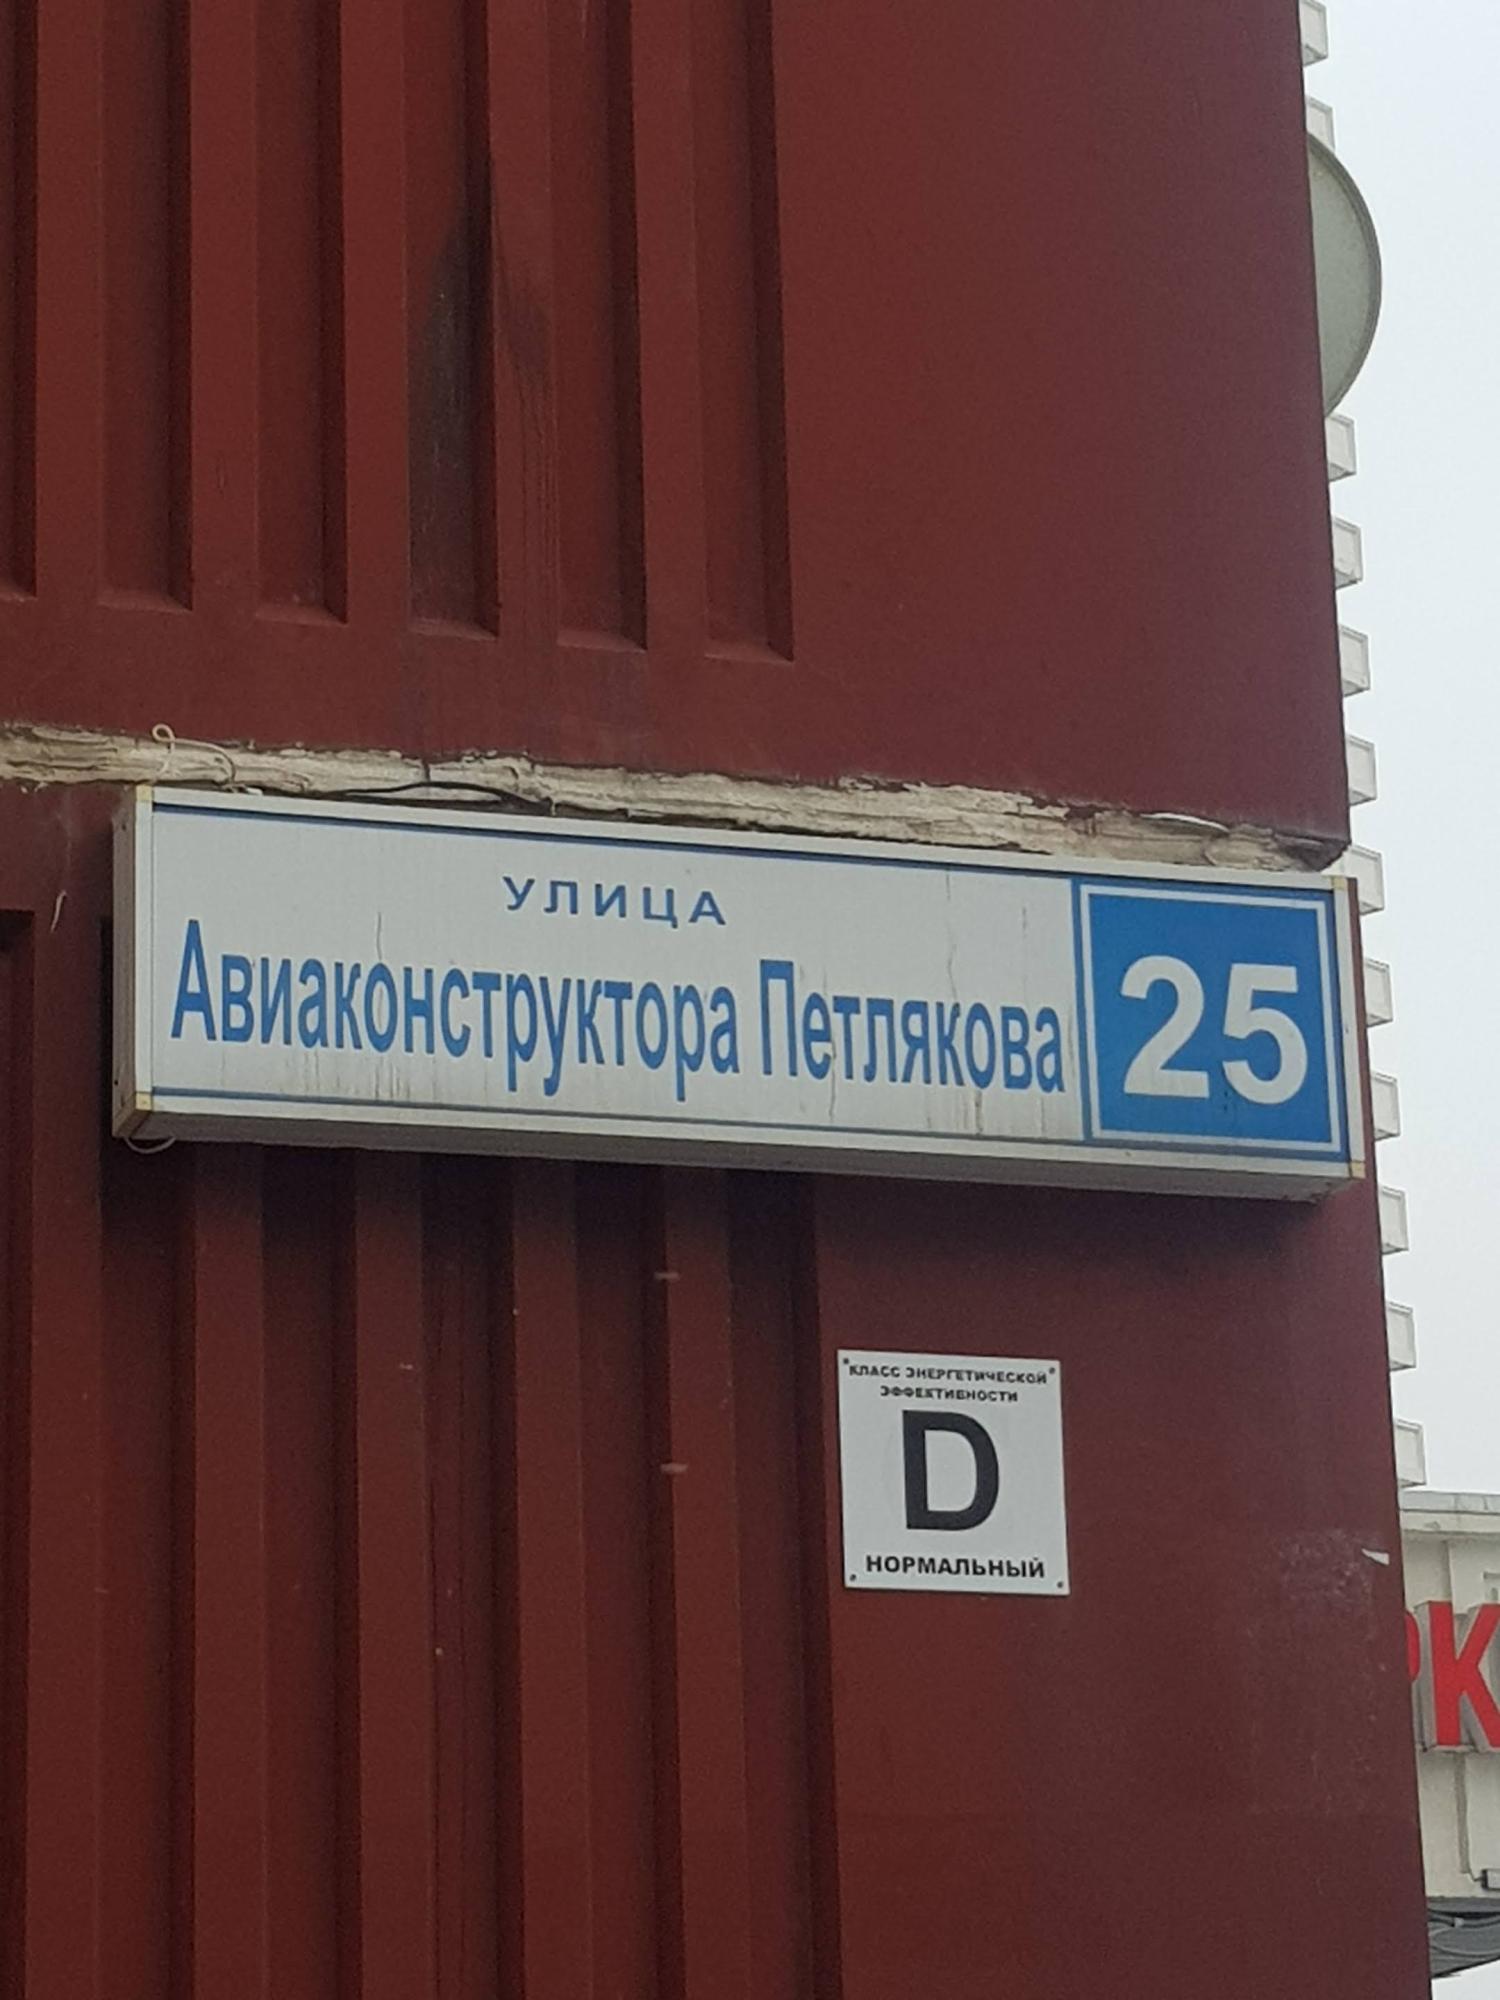 УЛИЦА
Авиаконструктора Петлякова
25
КЛАСС ЭНЕРГЕТИЧЕСКОЙ
ЭФФЕКТИВНОСТИ
D
НОРМАЛЬНЫЙ